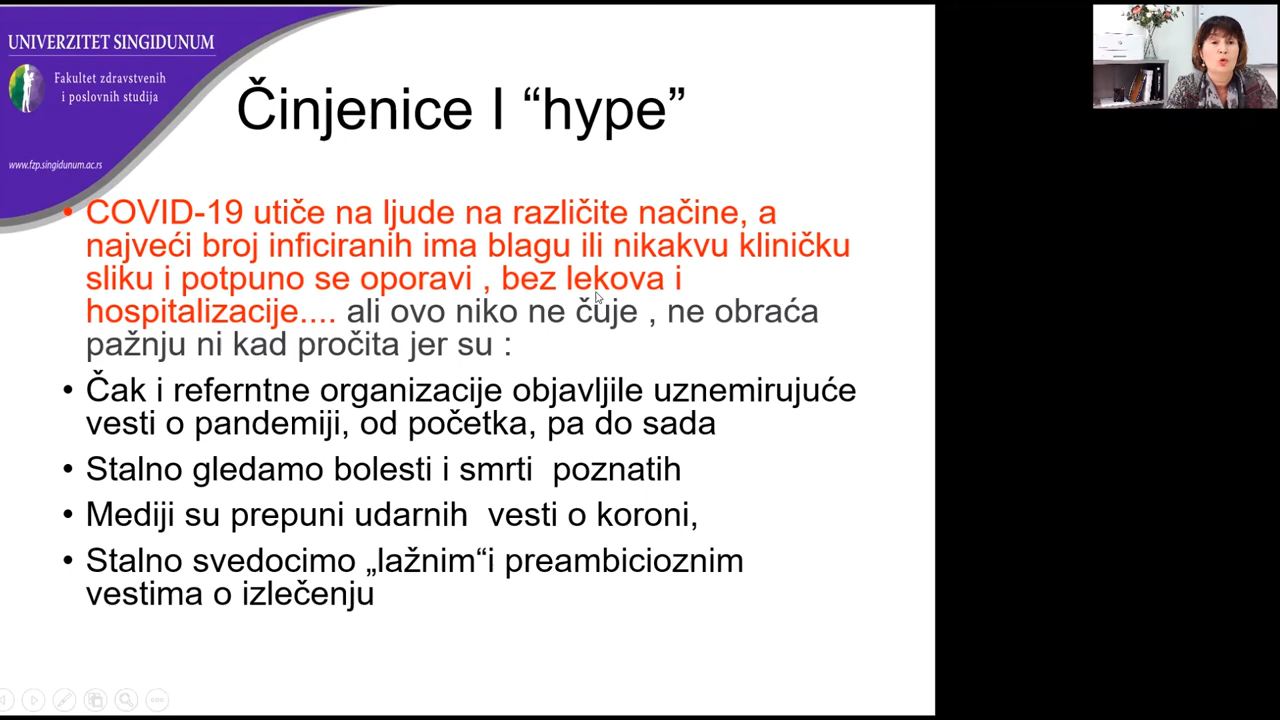 UNIVERZITET SINGIDUNUM
Fakultet zdravstvenih
i poslovnih studija
www.fzp.singidunum.ac.rs
Činjenice I “hype”
• COVID-19 utiče na ljude na različite načine, a
najveći broj inficiranih ima blagu ili nikakvu kliničku
sliku i potpuno se oporavi , bez lekova i
hospitalizacije.... ali ovo niko ne čuje , ne obraća
pažnju ni kad pročita jer su :
• Čak i referntne organizacije objavljile uznemirujuće
vesti o pandemiji, od početka, pa do sada
• Stalno gledamo bolesti i smrti poznatih
• Mediji su prepuni udarnih vesti o koroni,
• Stalno svedocimo „lažnim“i preambicioznim
vestima o izlečenju